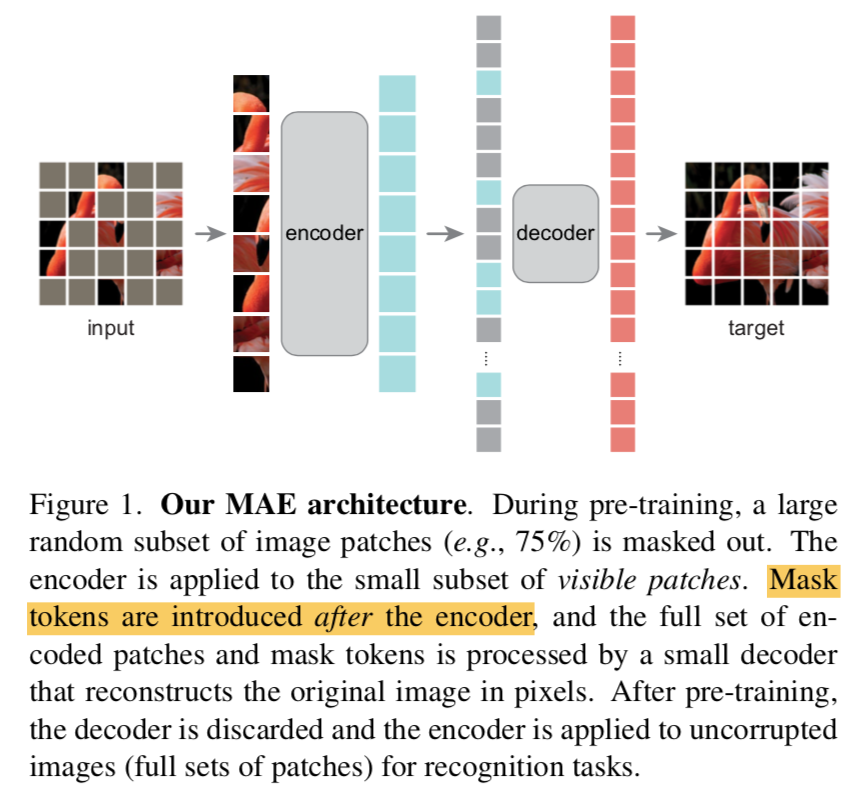 encoder
decoder
input
target
Figure 1. Our MAE architecture. During pre-training, a large
random subset of image patches (e.g., 75%) is masked out. The
encoder is applied to the small subset of visible patches. Mask
tokens are introduced after the encoder, and the full set of en-
coded patches and mask tokens is processed by a small decoder
that reconstructs the original image in pixels. After pre-training,
the decoder is discarded and the encoder is applied to uncorrupted
images (full sets of patches) for recognition tasks.